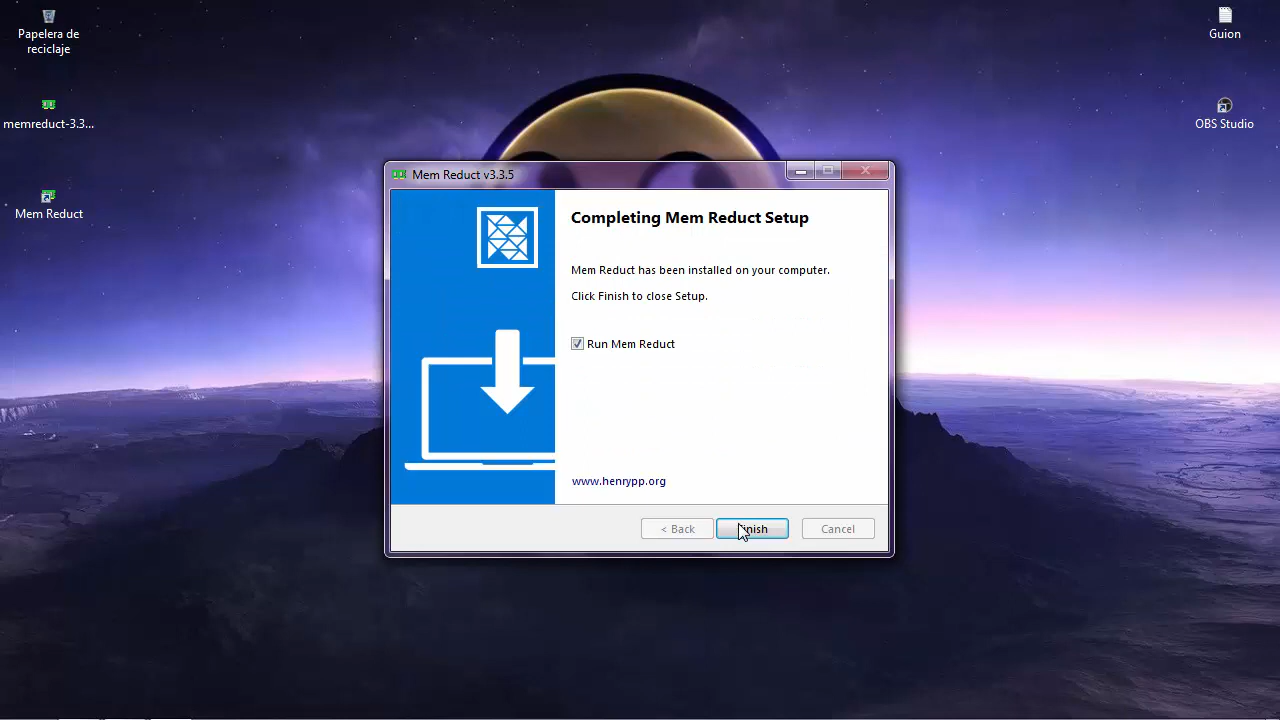 Papelera de
reciclaje
memreduct-3.3...
Mem Reduct
Guion
OBS Studio
Mem Reduct v3.3.5
Completing Mem Reduct Setup
Mem Reduct has been installed on your computer.
Click Finish to close Setup.
Run Mem Reduct
www.henrypp.org
< Back
Finish
Cancel